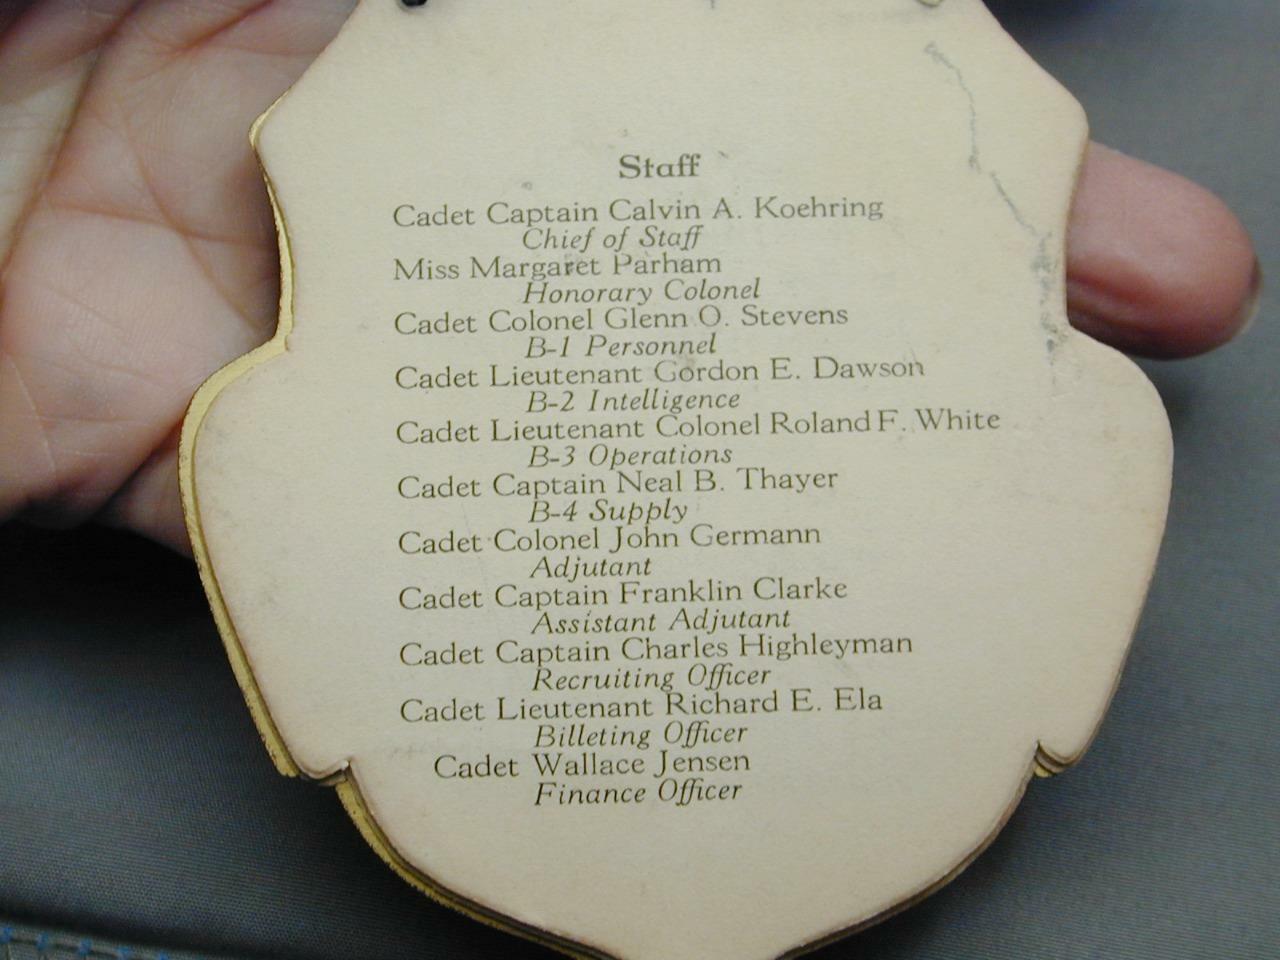 Staff
Cadet Captain Calvin A. Koehring
Chief of Staff
Miss Margaret Parham
Honorary Colonel
Cadet Colonel Glenn O. Stevens
B-1 Personnel
Cadet Lieutenant Gordon E. Dawson
B-2 Intelligence
Cadet Lieutenant Colonel Roland F. White
B-3 Operations
Cadet Captain Neal B. Thayer
B-4 Supply
Cadet Colonel John Germann
Adjutant
Cadet Captain Franklin Clarke
Assistant Adjutant
Cadet Captain Charles Highleyman
Recruiting Officer
Cadet Lieutenant Richard E. Ela
Billeting Officer
Cadet Wallace Jensen
Finance Officer